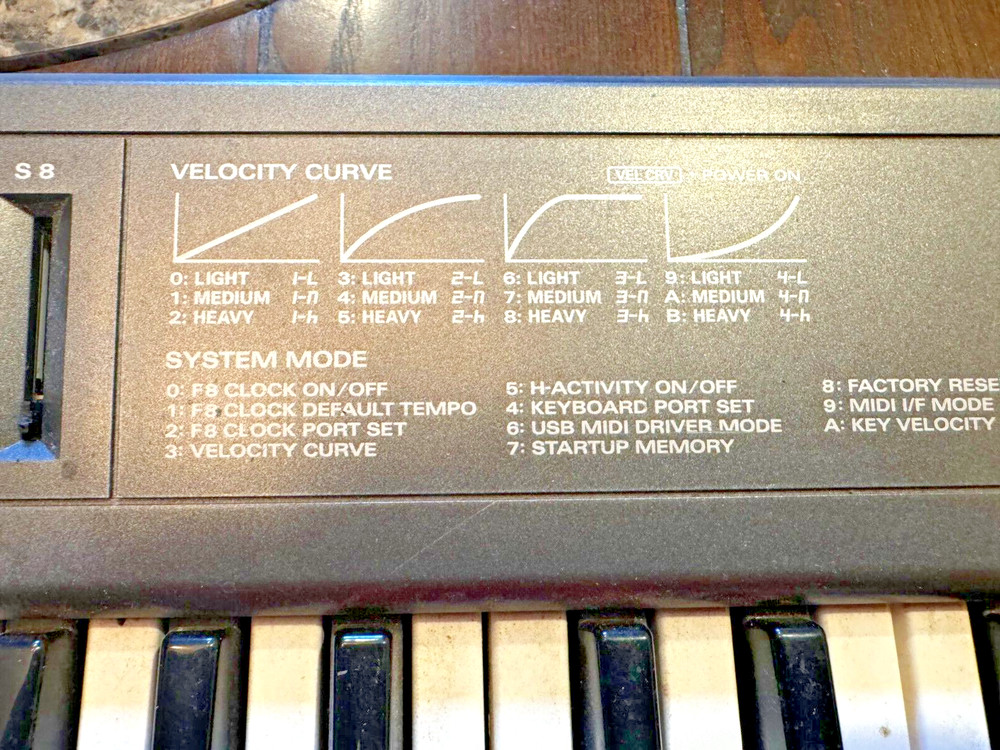 S 8
VELOCITY CURVE
VEL CRV + POWER ON
0: LIGHT 1-L 3: LIGHT 2-L 6: LIGHT 3-L 9: LIGHT 4-L
1: MEDIUM 1-n 4: MEDIUM 2-n 7: MEDIUM 3-n A: MEDIUM 4-n
2: HEAVY 1-h 5: HEAVY 2-h 8: HEAVY 3-h B: HEAVY 4-h
SYSTEM MODE
0: F8 CLOCK ON/OFF
1: F8 CLOCK DEFAULT TEMPO
2: F8 CLOCK PORT SET
3: VELOCITY CURVE
5: H-ACTIVITY ON/OFF
4: KEYBOARD PORT SET
6: USB MIDI DRIVER MODE
7: STARTUP MEMORY
8: FACTORY RESE
9: MIDI I/F MODE
A: KEY VELOCITY